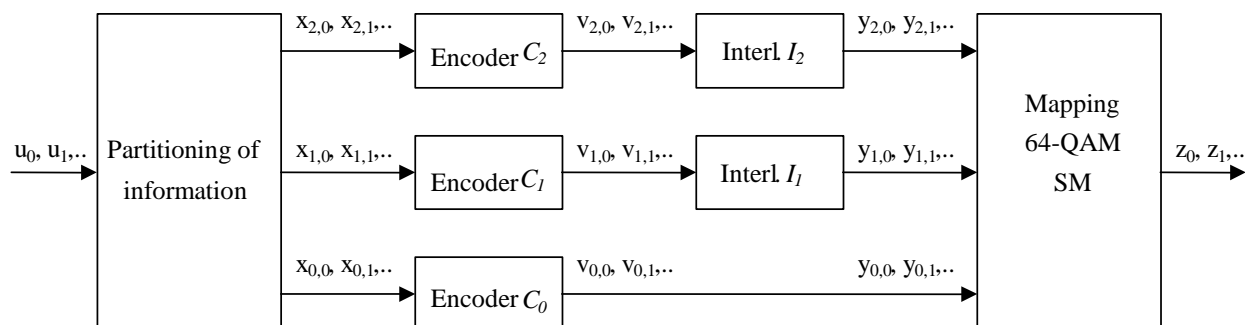 x2,0, x2,1,..
v2,0, v2,1,..
y2,0, y2,1,..
Encoder C2
Interl. I2
u0, u1,..
Partitioning of
information
x1,0, x1,1,..
v1,0, v1,1,..
y1,0, y1,1,..
Encoder C1
Interl. I1
Mapping
64-QAM
SM
z0, z1,..
x0,0, x0,1,..
v0,0, v0,1,..
y0,0, y0,1,..
Encoder C0